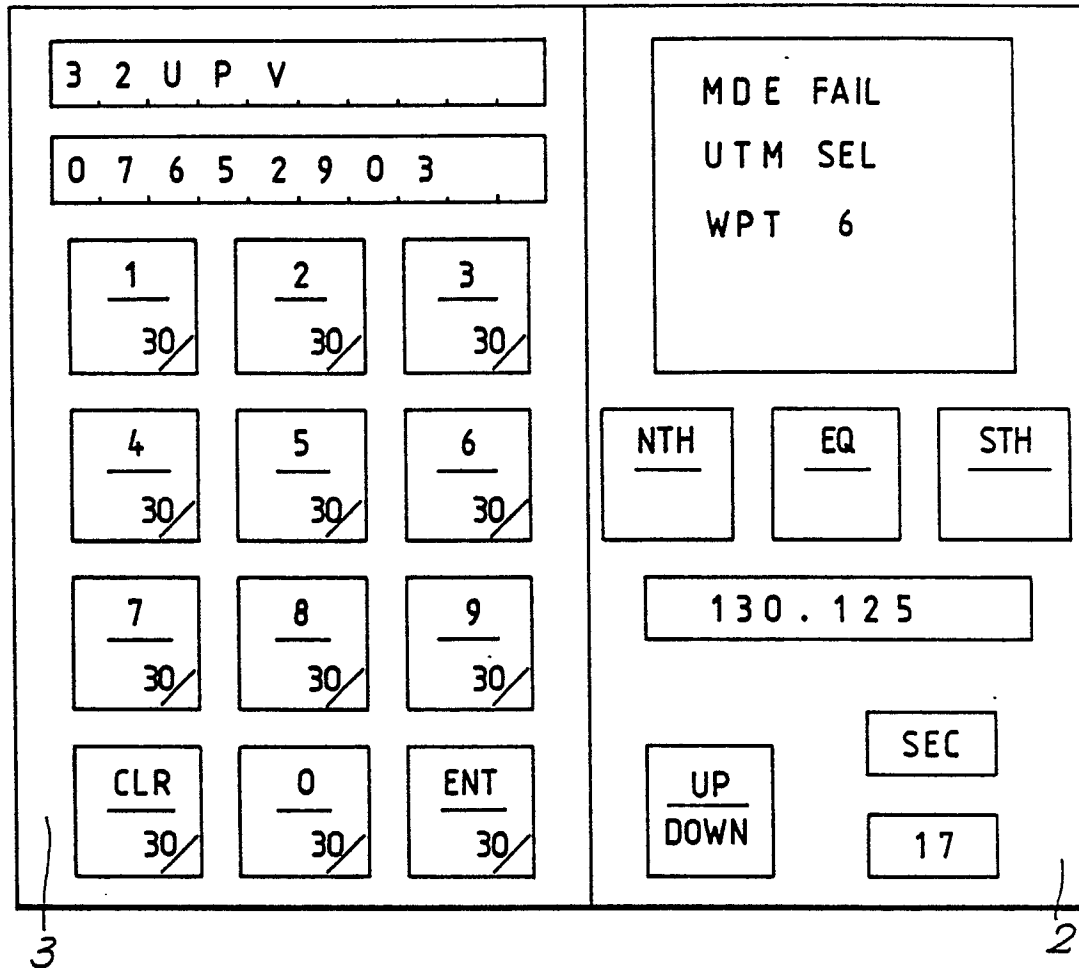 3 2 U P V
0 7 6 5 2 9 0 3
1 2 3
30 30 30
4 5 6
30 30 30
7 8 9
30 30 30
CLR 0 ENT
30 30 30
3
MDE FAIL
UTM SEL
WPT 6
NTH EQ STH
130.125
SEC
UP
DOWN
17
2